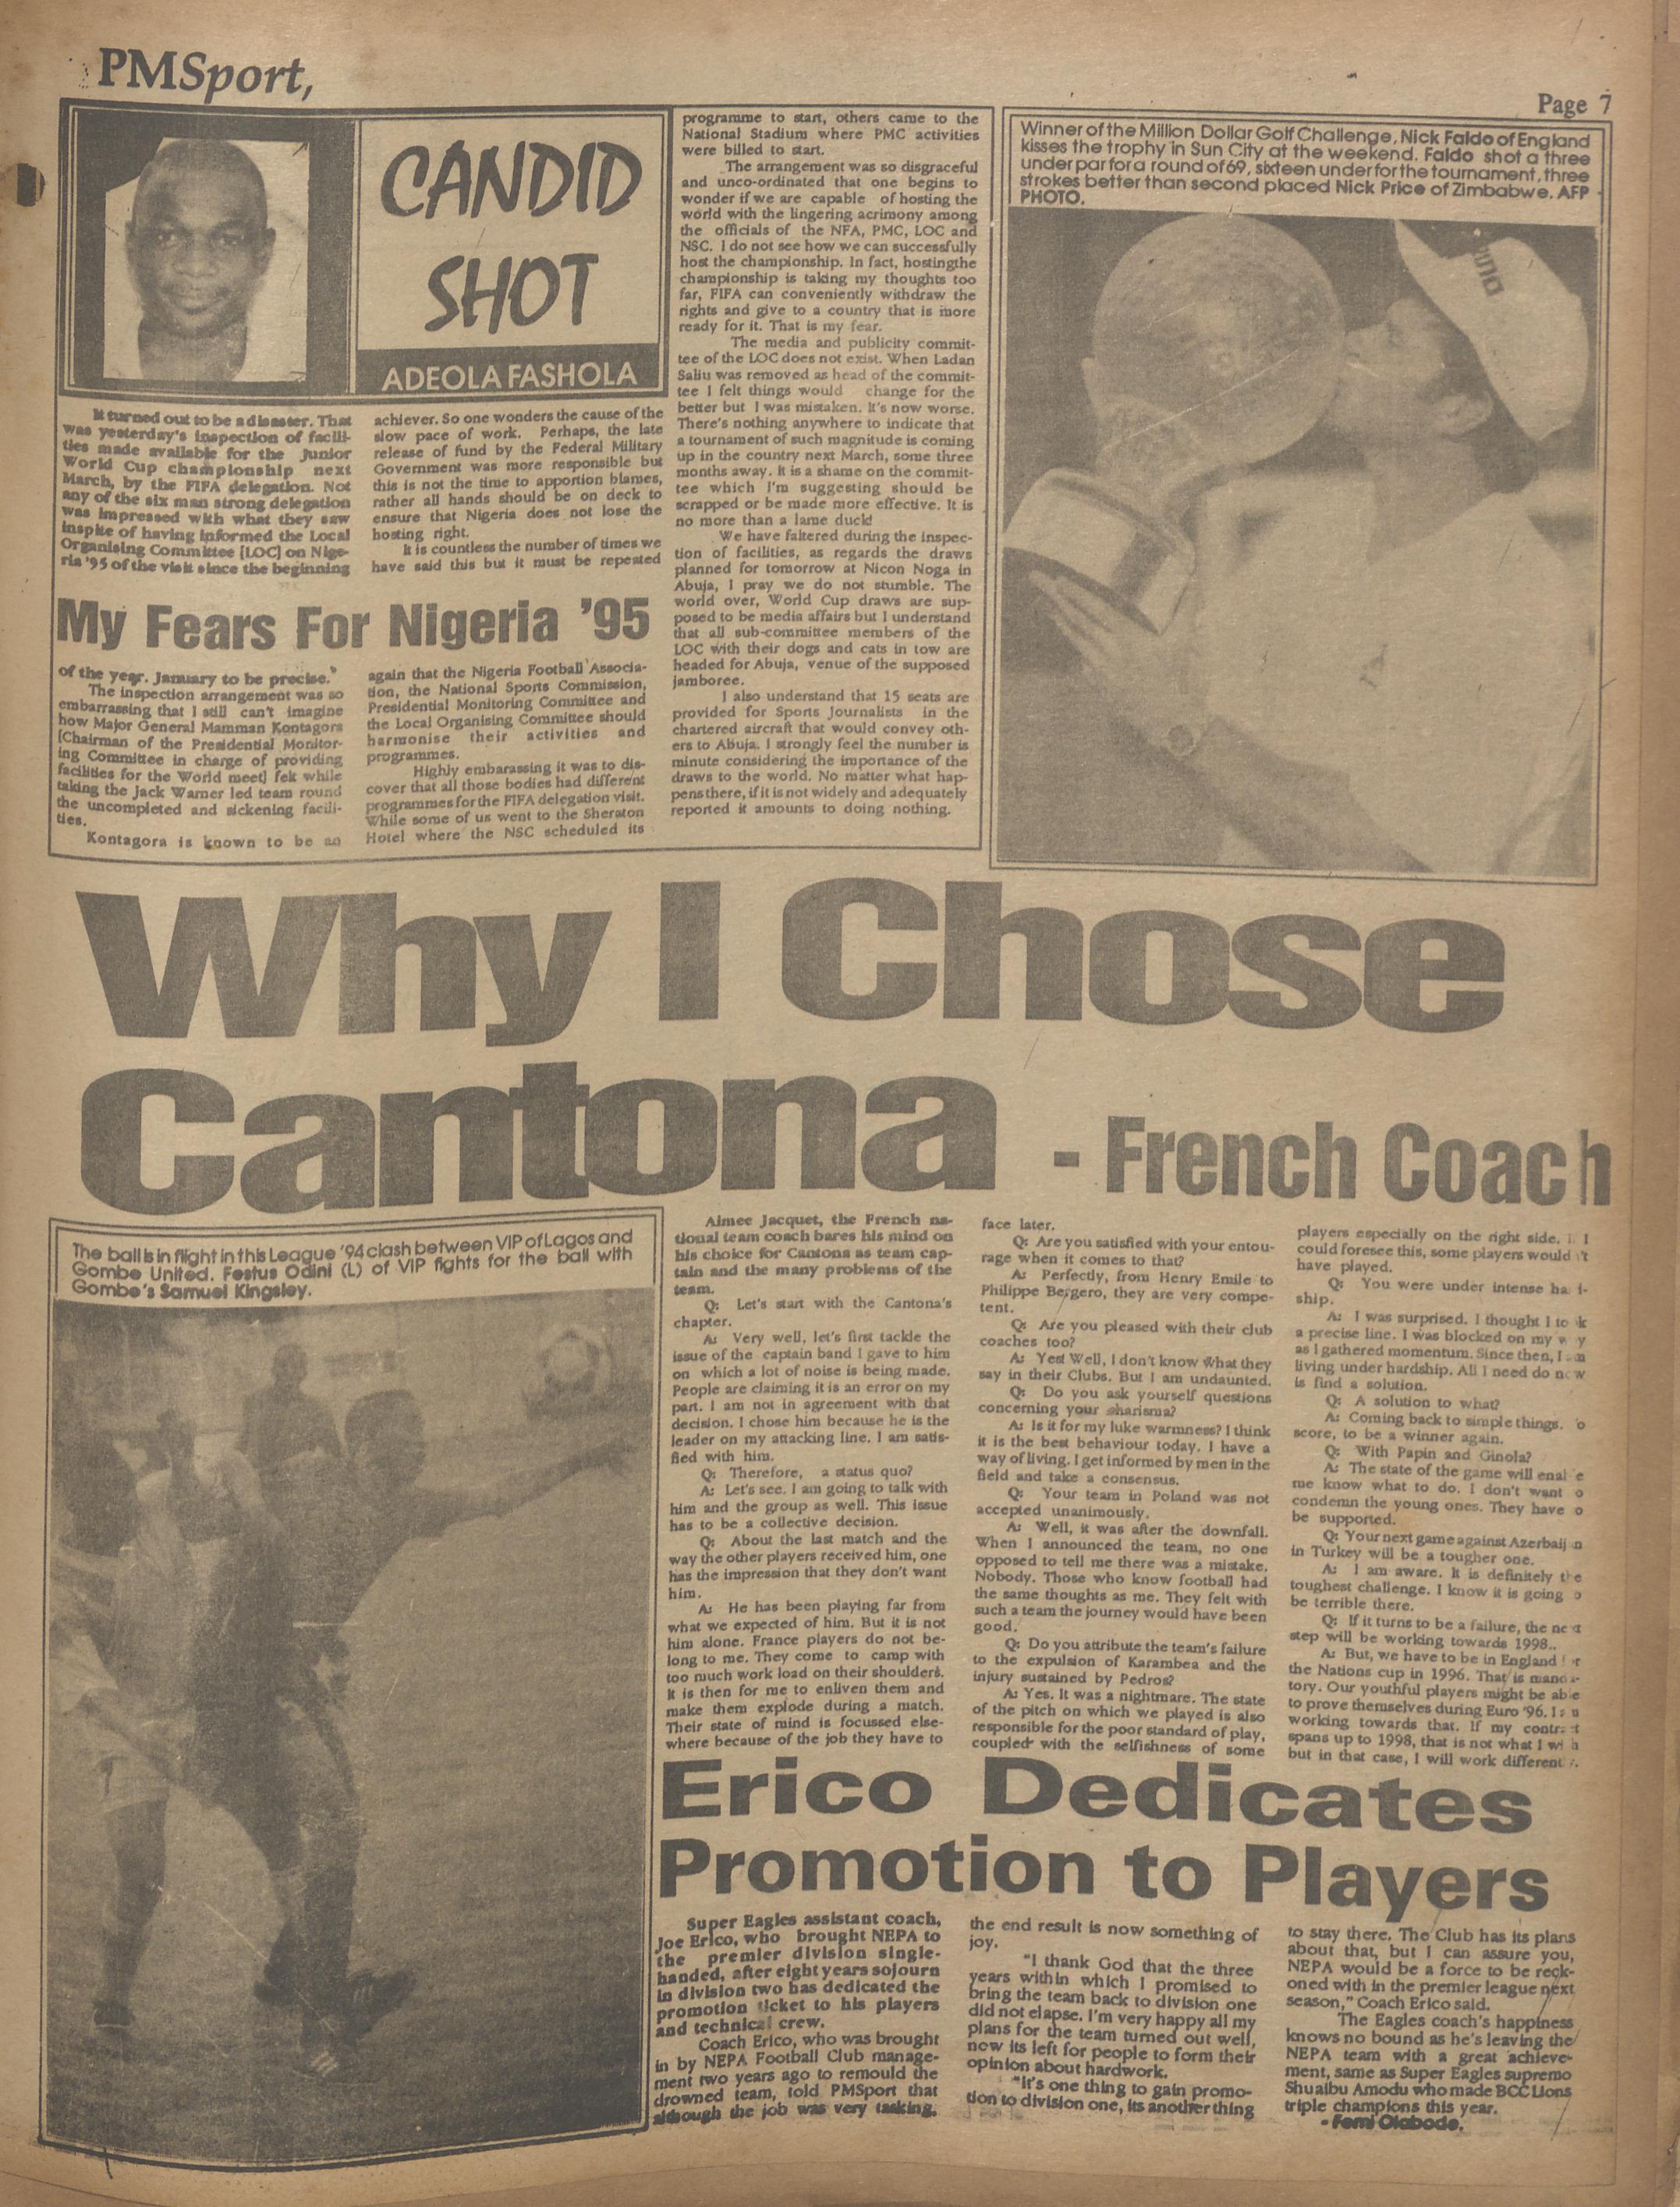 PMSport,
Page 7
CANDID
SHOT
ADEOLA FASHOLA
It turned out to be a disaster. That
was yesterday's inspection of facili-
ties made available for the Junior
World Cup championship next
March, by the FIFA delegation. Not
any of the six man strong delegation
was impressed with what they saw
inspite of having informed the Local
Organising Committee [LOC] on Nige-
ria '95 of the visit since the beginning
achiever. So one wonders the cause of the
slow pace of work. Perhaps, the late
release of fund by the Federal Military
Government was more responsible but
this is not the time to apportion blames,
rather all hands should be on deck to
ensure that Nigeria does not lose the
hosting right.
It is countless the number of times we
have said this but it must be repeated
My Fears For Nigeria '95
of the year. January to be precise.
The inspection arrangement was so
embarrassing that I still can't imagine
how Major General Mamman Kontagora
[Chairman of the Presidential Monitor-
ing Committee in charge of providing
facilities for the World meet] felt while
taking the Jack Warner led team round
the uncompleted and sickening facili-
ties.
Kontagora is known to be an
again that the Nigeria Football Associa-
tion, the National Sports Commission,
Presidential Monitoring Committee and
the Local Organising Committee should
harmonise their activities and
programmes.
Highly embarassing it was to dis-
cover that all those bodies had different
programmes for the FIFA delegation visit.
While some of us went to the Sheraton
Hotel where the NSC scheduled its
programme to start, others came to the
National Stadium where PMC activities
were billed to start.
The arrangement was so disgraceful
and unco-ordinated that one begins to
wonder if we are capable of hosting the
world with the lingering acrimony among
the officials of the NFA, PMC, LOC and
NSC. I do not see how we can successfully
host the championship. In fact, hostingthe
championship is taking my thoughts too
far, FIFA can conveniently withdraw the
rights and give to a country that is more
ready for it. That is my fear.
The media and publicity commit-
tee of the LOC does not exist. When Ladan
Saliu was removed as head of the commit-
tee I felt things would change for the
better but I was mistaken. It's now worse.
There's nothing anywhere to indicate that
a tournament of such magnitude is coming
up in the country next March, some three
months away. It is a shame on the commit-
tee which I'm suggesting should be
scrapped or be made more effective. It is
no more than a lame duck!
We have faltered during the inspec-
tion of facilities, as regards the draws
planned for tomorrow at Nicon Noga in
Abuja, I pray we do not stumble. The
world over, World Cup draws are sup-
posed to be media affairs but I understand
that all sub-committee members of the
LOC with their dogs and cats in tow are
headed for Abuja, venue of the supposed
jamboree.
I also understand that 15 seats are
provided for Sports Journalists in the
chartered aircraft that would convey oth-
ers to Abuja. I strongly feel the number is
minute considering the importance of the
draws to the world. No matter what hap-
pens there, if it is not widely and adequately
reported it amounts to doing nothing.
Winner of the Million Dollar Golf Challenge, Nick Faldo of England
kisses the trophy in Sun City at the weekend. Faldo shot a three
under par for a round of 69, sixteen under for the tournament, three
strokes better than second placed Nick Price of Zimbabwe. AFP
PHOTO.
Why I Chose
Cantona - French Coach
The ball is in flight in this League '94 clash between VIP of Lagos and
Gombe United. Festus Odini (L) of VIP fights for the ball with
Gombe's Samuel Kingsley.
Aimee Jacquet, the French na-
tional team coach bares his mind on
his choice for Cantona as team cap-
tain and the many problems of the
team.
Q: Let's start with the Cantona's
chapter.
A: Very well, let's first tackle the
issue of the captain band I gave to him
on which a lot of noise is being made.
People are claiming it is an error on my
part. I am not in agreement with that
decision. I chose him because he is the
leader on my attacking line. I am satis-
fied with him.
Q: Therefore, a status quo?
A: Let's see. I am going to talk with
him and the group as well. This issue
has to be a collective decision.
Q: About the last match and the
way the other players received him, one
has the impression that they don't want
him.
A: He has been playing far from
what we expected of him. But it is not
him alone. France players do not be-
long to me. They come to camp with
too much work load on their shoulders.
It is then for me to enliven them and
make them explode during a match.
Their state of mind is focussed else-
where because of the job they have to
face later.
Q: Are you satisfied with your entou-
rage when it comes to that?
A: Perfectly, from Henry Emile to
Philippe Bergero, they are very compe-
tent.
Q: Are you pleased with their club
coaches too?
A: Yes! Well, I don't know what they
say in their Clubs. But I am undaunted.
Q: Do you ask yourself questions
concerning your sharisma?
A: Is it for my luke warmness? I think
it is the best behaviour today. I have a
way of living. I get informed by men in the
field and take a consensus.
Q: Your team in Poland was not
accepted unanimously.
A: Well, it was after the downfall.
When I announced the team, no one
opposed to tell me there was a mistake.
Nobody. Those who know football had
the same thoughts as me. They felt with
such a team the journey would have been
good.
Q: Do you attribute the team's failure
to the expulsion of Karambea and the
injury sustained by Pedros?
A: Yes. It was a nightmare. The state
of the pitch on which we played is also
responsible for the poor standard of play,
coupled with the selfishness of some
players especially on the right side. I
could foresee this, some players would 't
have played.
Q: You were under intense ha i-
ship.
A: I was surprised. I thought I to k
a precise line. I was blocked on my w y
as I gathered momentum. Since then, I m
living under hardship. All I need do n w
is find a solution.
Q: A solution to what?
A: Coming back to simple things. o
score, to be a winner again.
Q: With Papin and Ginola?
A: The state of the game will enal e
me know what to do. I don't want o
condemn the young ones. They have o
be supported.
Q: Your next game against Azerbaij n
in Turkey will be a tougher one.
A: I am aware. It is definitely t e
toughest challenge. I know it is going o
be terrible there.
Q: If it turns to be a failure, the ne t
step will be working towards 1998..
A: But, we have to be in England r
the Nations cup in 1996. That is mand -
tory. Our youthful players might be able
to prove themselves during Euro '96. I
working towards that. If my contr t
spans up to 1998, that is not what I wi h
but in that case, I will work different
Erico Dedicates
Promotion to Players
Super Eagles assistant coach,
Joe Erico, who brought NEPA to
the premier division single-
handed, after eight years sojourn
in division two has dedicated the
promotion ticket to his players
and technical crew.
Coach Erico, who was brought
in by NEPA Football Club manage-
ment two years ago to remould the
drowned team, told PMSport that
although the job was very tasking,
the end result is now something of
joy.
"I thank God that the three
years within which I promised to
bring the team back to division one
did not elapse. I'm very happy all my
plans for the team turned out well,
now its left for people to form their
opinion about hardwork.
"It's one thing to gain promo-
tion to division one, its another thing
to stay there. The Club has its plans
about that, but I can assure you,
NEPA would be a force to be reck-
oned with in the premier league next
season," Coach Erico said.
The Eagles coach's happiness
knows no bound as he's leaving the
NEPA team with a great achieve-
ment, same as Super Eagles supremo
Shuaibu Amodu who made BCC Lions
triple champions this year.
- Femi Olabode.